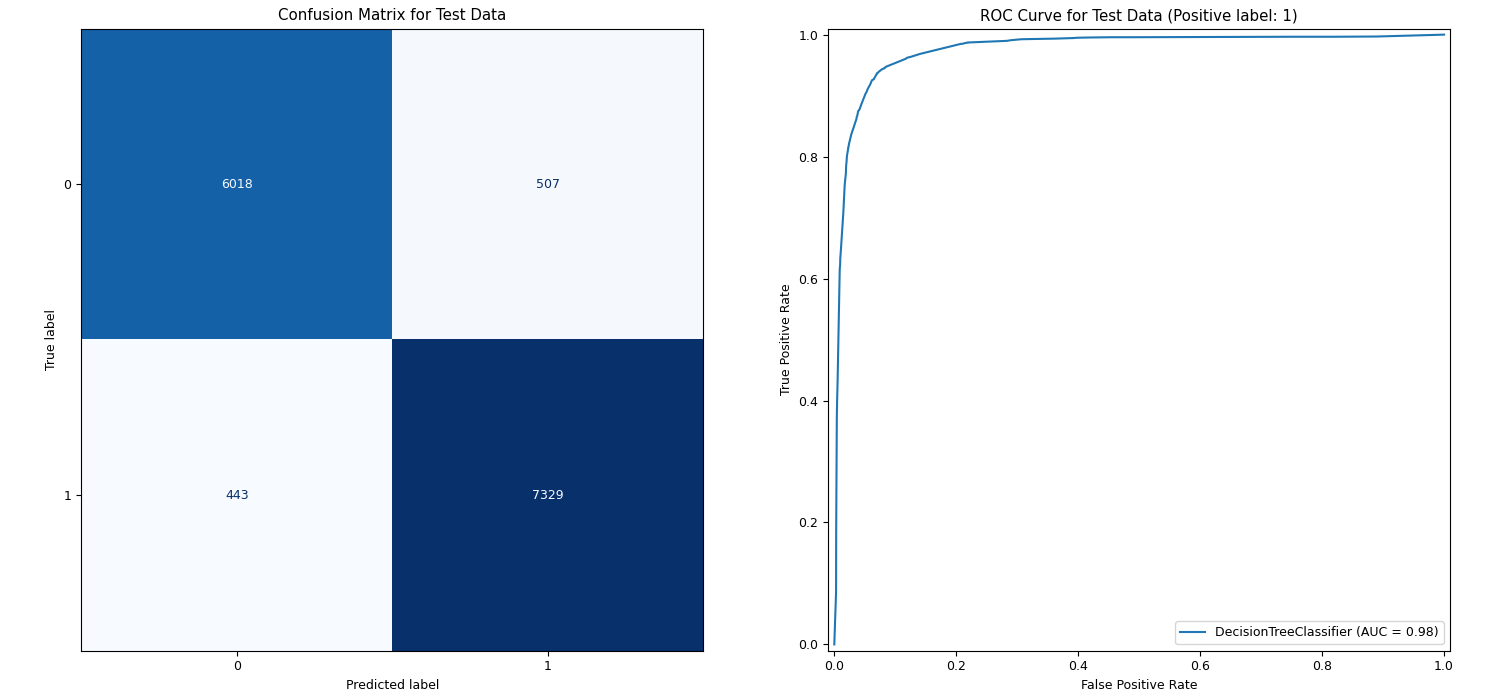 Confusion Matrix for Test Data
True label
0
6018
507
1
443
7329
0
1
Predicted label
ROC Curve for Test Data (Positive label: 1)
True Positive Rate
1.0
0.8
0.6
0.4
0.2
0.0
DecisionTreeClassifier (AUC = 0.98)
0.0
0.2
0.4
0.6
0.8
1.0
False Positive Rate